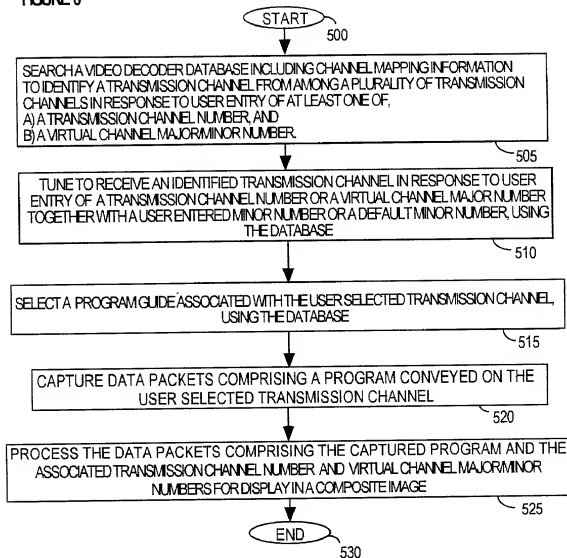 FIGURE 6
START
500
SEARCH A VIDEO DECODER DATABASE INCLUDING CHANNEL MAPPING INFORMATION
TO IDENTIFY A TRANSMISSION CHANNEL FROM AMONG A PLURALITY OF TRANSMISSION
CHANNELS IN RESPONSE TO USER ENTRY OF AT LEAST ONE OF,
A) A TRANSMISSION CHANNEL NUMBER, AND
B) A VIRTUAL CHANNEL MAJOR/MINOR NUMBER.
505
TUNE TO RECEIVE AN IDENTIFIED TRANSMISSION CHANNEL IN RESPONSE TO USER
ENTRY OF A TRANSMISSION CHANNEL NUMBER OR A VIRTUAL CHANNEL MAJOR NUMBER
TOGETHER WITH A USER ENTERED MINOR NUMBER OR A DEFAULT MINOR NUMBER, USING
THE DATABASE
510
SELECT A PROGRAM GUIDE ASSOCIATED WITH THE USER SELECTED TRANSMISSION CHANNEL,
USING THE DATABASE
515
CAPTURE DATA PACKETS COMPRISING A PROGRAM CONVEYED ON THE
USER SELECTED TRANSMISSION CHANNEL
520
PROCESS THE DATA PACKETS COMPRISING THE CAPTURED PROGRAM AND THE
ASSOCIATED TRANSMISSION CHANNEL NUMBER AND VIRTUAL CHANNEL MAJOR/MINOR
NUMBERS FOR DISPLAY IN A COMPOSITE IMAGE
525
END
530